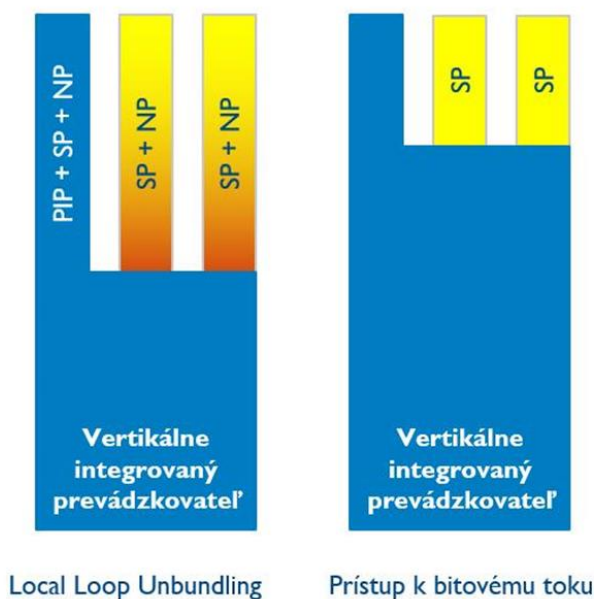 PIP + SP + NP
SP + NP
SP + NP
Vertikálne
integrovaný
prevádzkovateľ
Local Loop Unbundling
SP
SP
Vertikálne
integrovaný
prevádzkovateľ
Prístup k bitovému toku